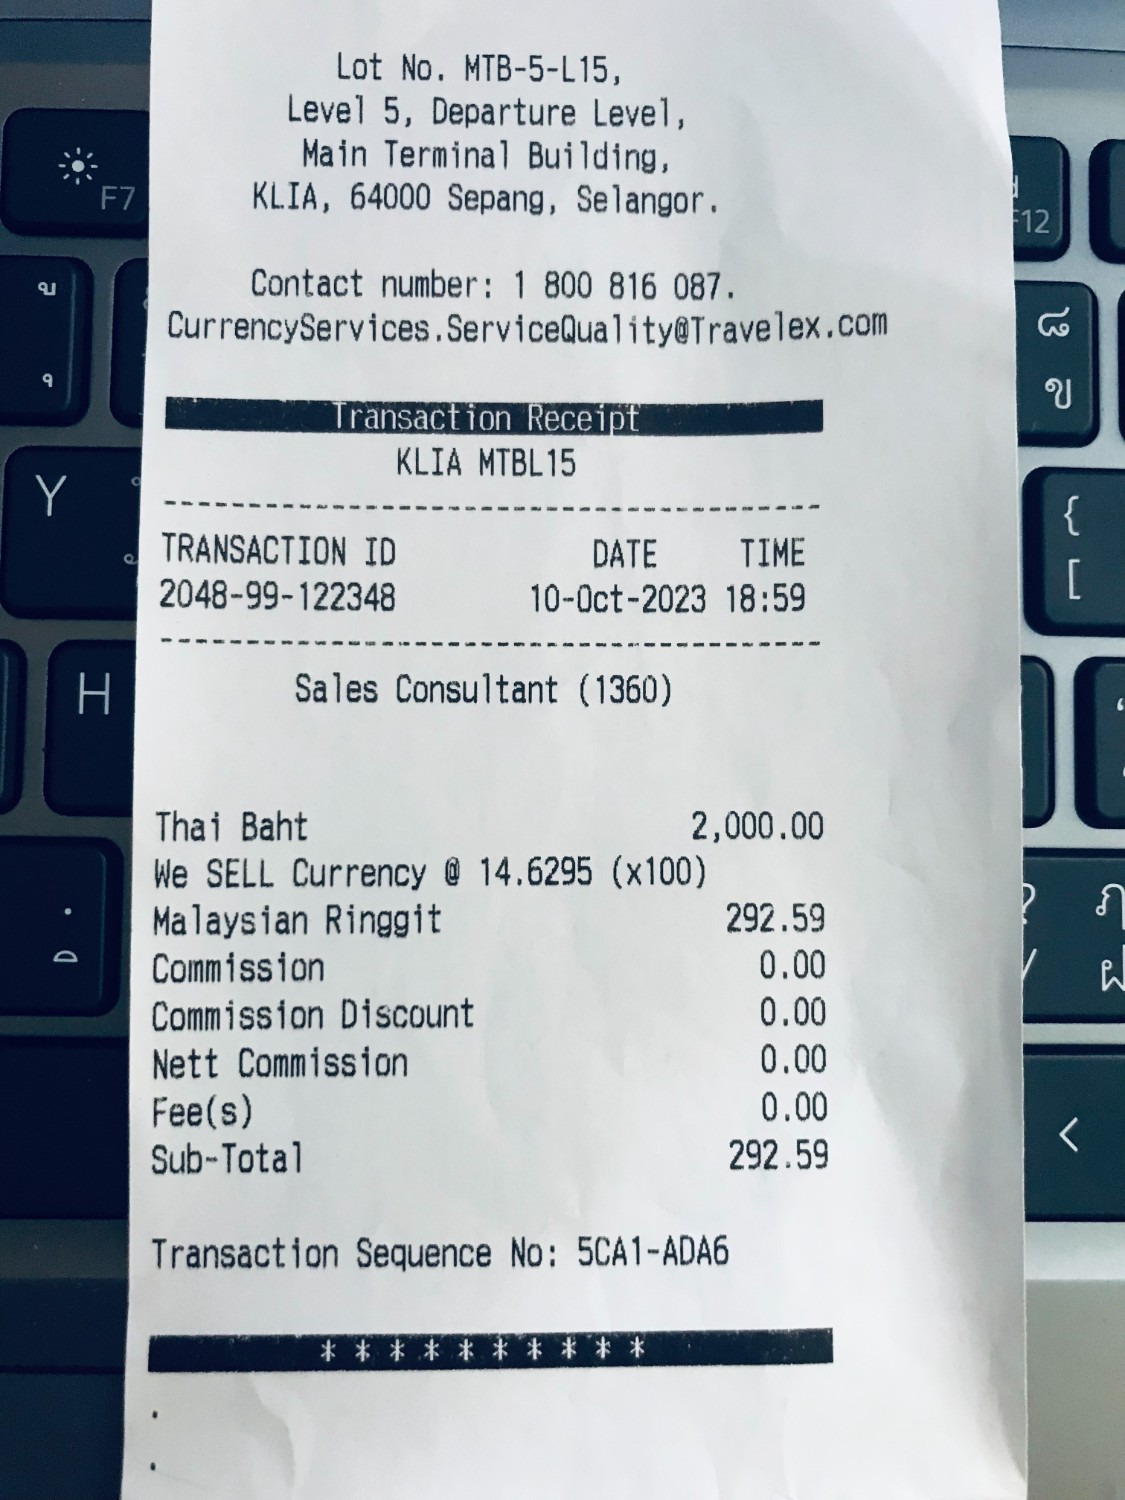 Lot No. MTB-5-L15,
Level 5, Departure Level,
Main Terminal Building,
KLIA, 64000 Sepang, Selangor.
Contact number: 1 800 816 087.
CurrencyServices.ServiceQuality@Travelex.com
Transaction Receipt
KLIA MTBL15
--------------------------------------
TRANSACTION ID DATE TIME
2048-99-122348 10-Oct-2023 18:59
--------------------------------------
Sales Consultant (1360)
Thai Baht 2,000.00
We SELL Currency @ 14.6295 (x100)
Malaysian Ringgit 292.59
Commission 0.00
Commission Discount 0.00
Nett Commission 0.00
Fee(s) 0.00
Sub-Total 292.59
Transaction Sequence No: 5CA1-ADA6
* * * * * * * * * *
.
.
F7
F12
บ
ๅ
Y
H
{
[
ข
<